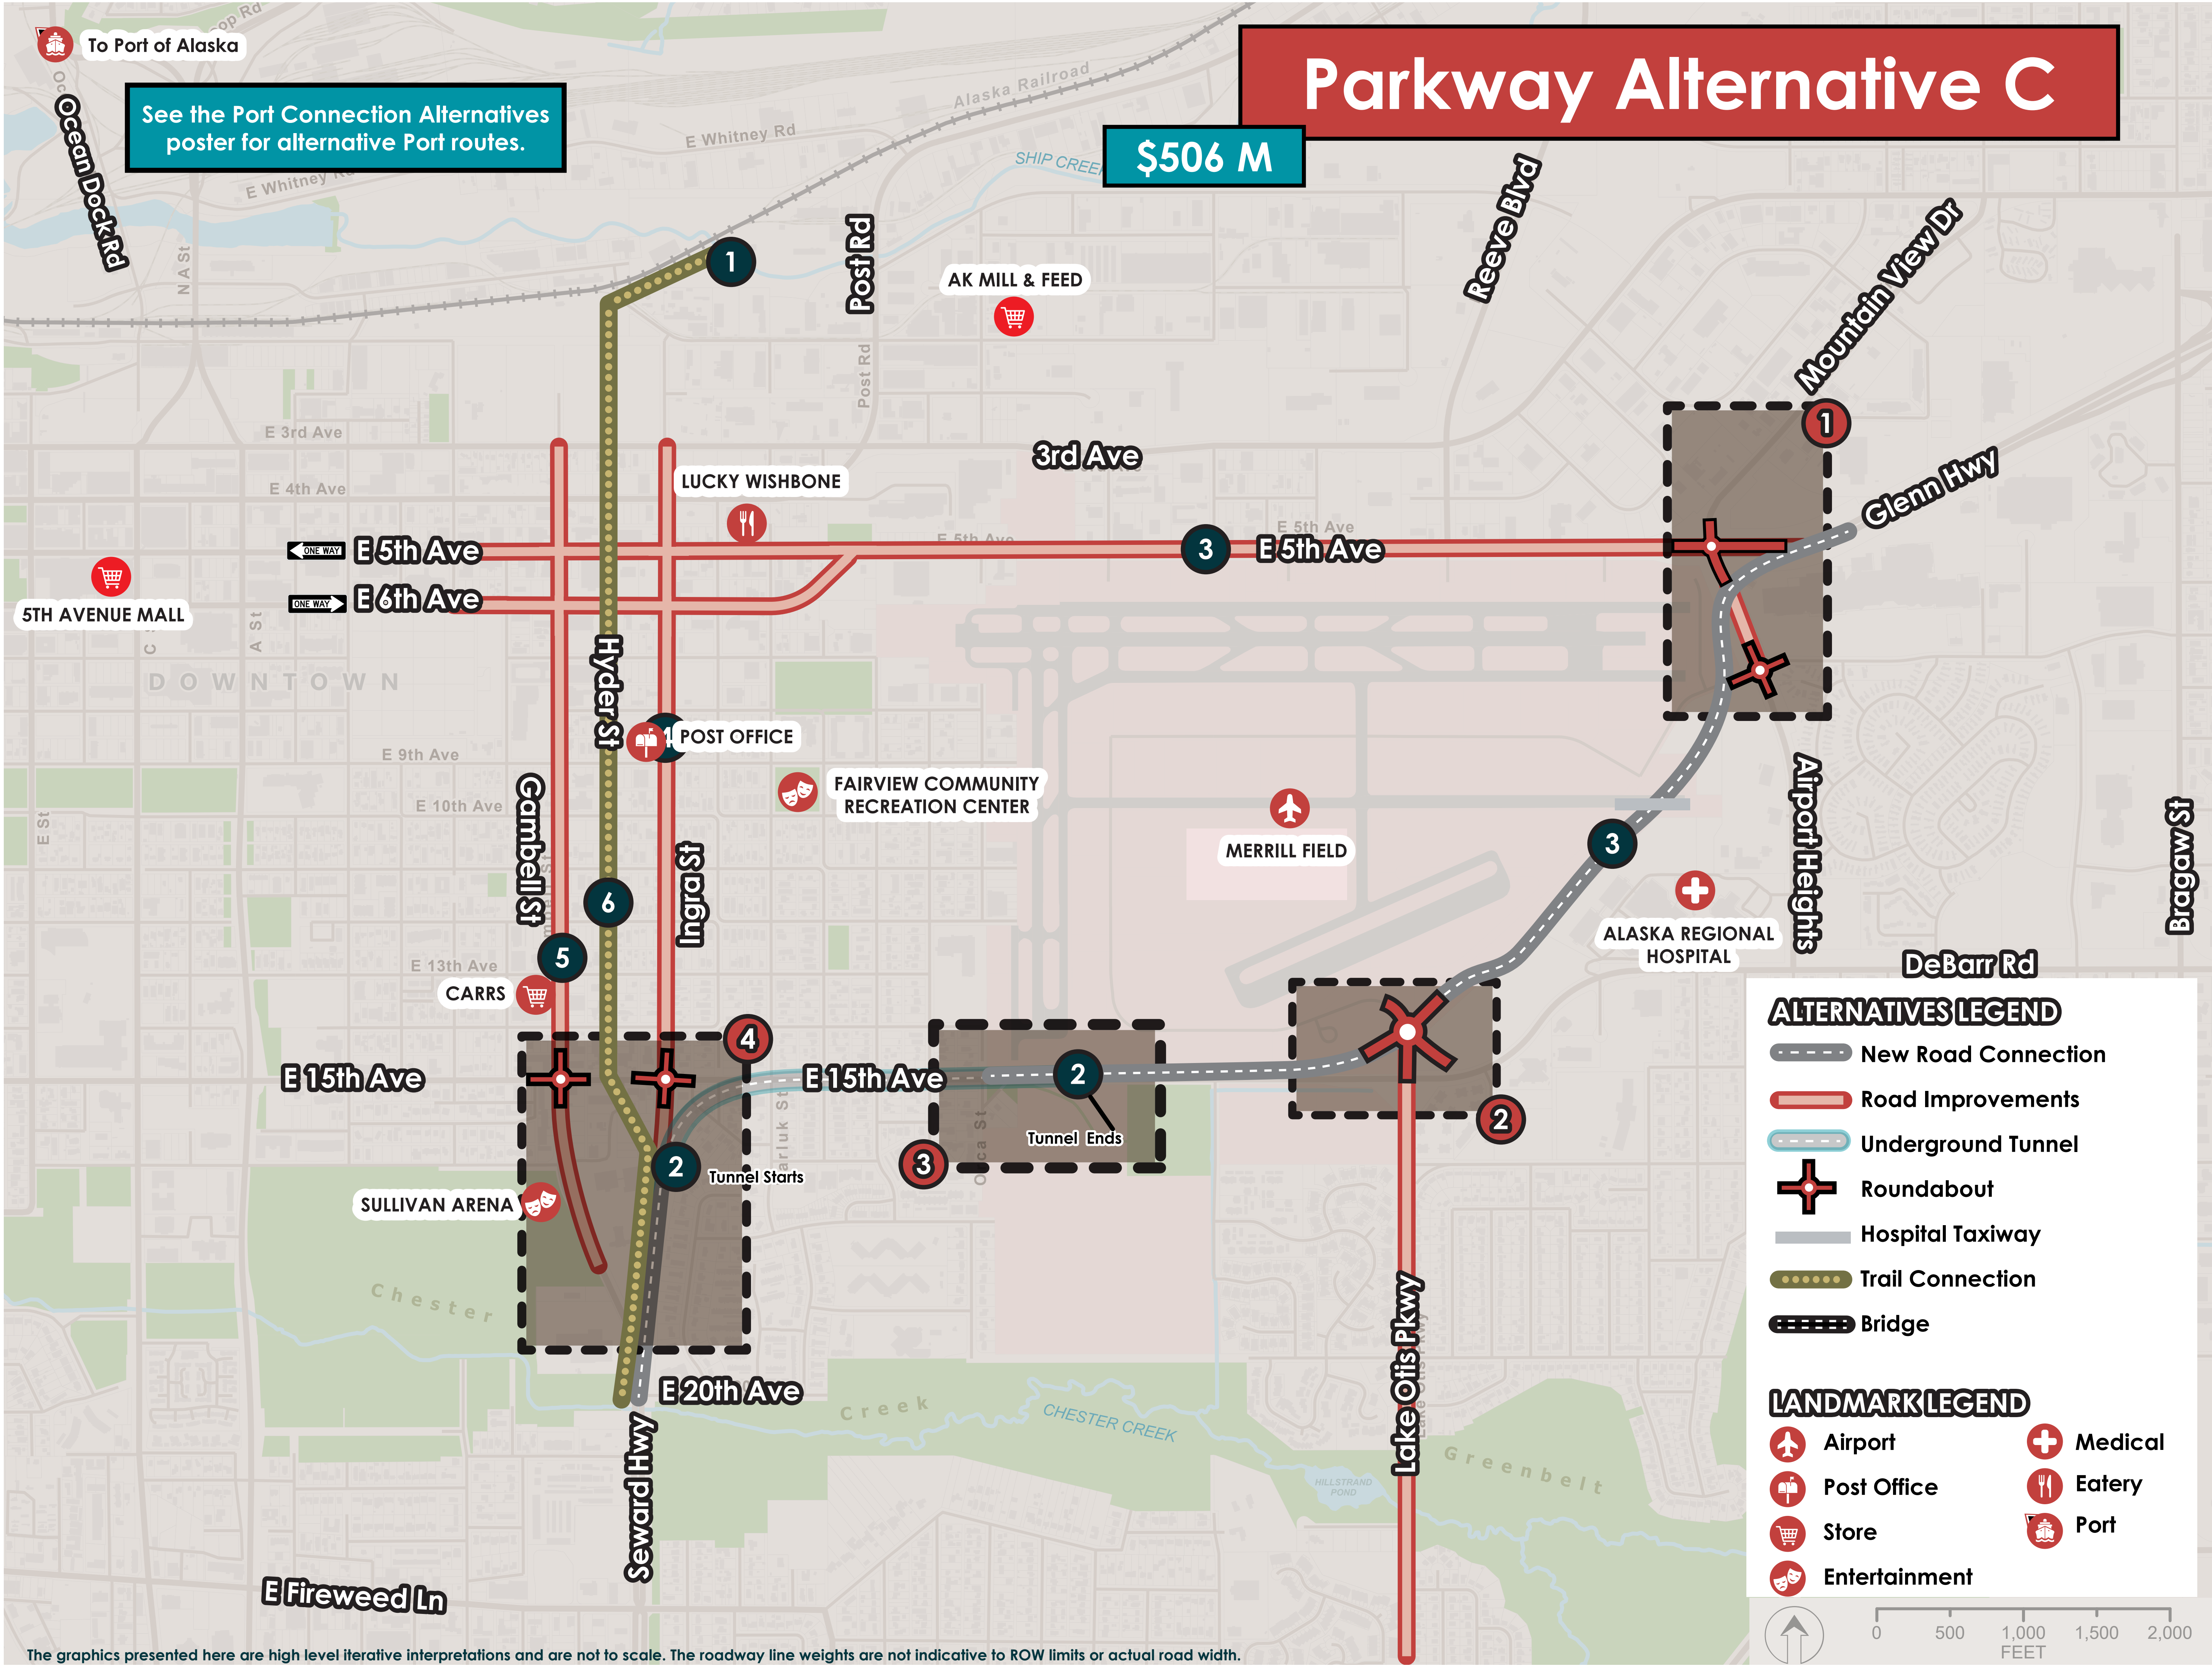 To Port of Alaska
See the Port Connection Alternatives
poster for alternative Port routes.
Parkway Alternative C
$506 M
Ocean Dock Rd
Alaska Railroad
E Whitney Rd
E Whitney Rd
SHIP CREEK
N A St
Post Rd
Post Rd
Reeve Blvd
Mountain View Dr
1
AK MILL & FEED
1
E 3rd Ave
3rd Ave
LUCKY WISHBONE
E 4th Ave
Glenn Hwy
E 5th Ave
E 5th Ave
ONE WAY
E 5th Ave
3
E 5th Ave
ONE WAY
E 6th Ave
5TH AVENUE MALL
A St
DOWNTOWN
Hyder St
POST OFFICE
E 9th Ave
FAIRVIEW COMMUNITY
RECREATION CENTER
E 10th Ave
E St
Gambell St
Ingra St
MERRILL FIELD
3
Airport Heights
Bragaw St
6
ALASKA REGIONAL
HOSPITAL
5
E 13th Ave
CARRS
DeBarr Rd
4
E 15th Ave
E 15th Ave
2
Tunnel Ends
2
3
2
Tunnel Starts
SULLIVAN ARENA
Chester
Creek
CHESTER CREEK
Greenbelt
HILLSTRAND
POND
E 20th Ave
Seward Hwy
Lake Otis Pkwy
Lake Otis Pkwy
E Fireweed Ln
ALTERNATIVES LEGEND
New Road Connection
Road Improvements
Underground Tunnel
Roundabout
Hospital Taxiway
Trail Connection
Bridge
LANDMARK LEGEND
Airport
Medical
Post Office
Eatery
Store
Port
Entertainment
0 500 1,000 1,500 2,000
FEET
The graphics presented here are high level iterative interpretations and are not to scale. The roadway line weights are not indicative to ROW limits or actual road width.